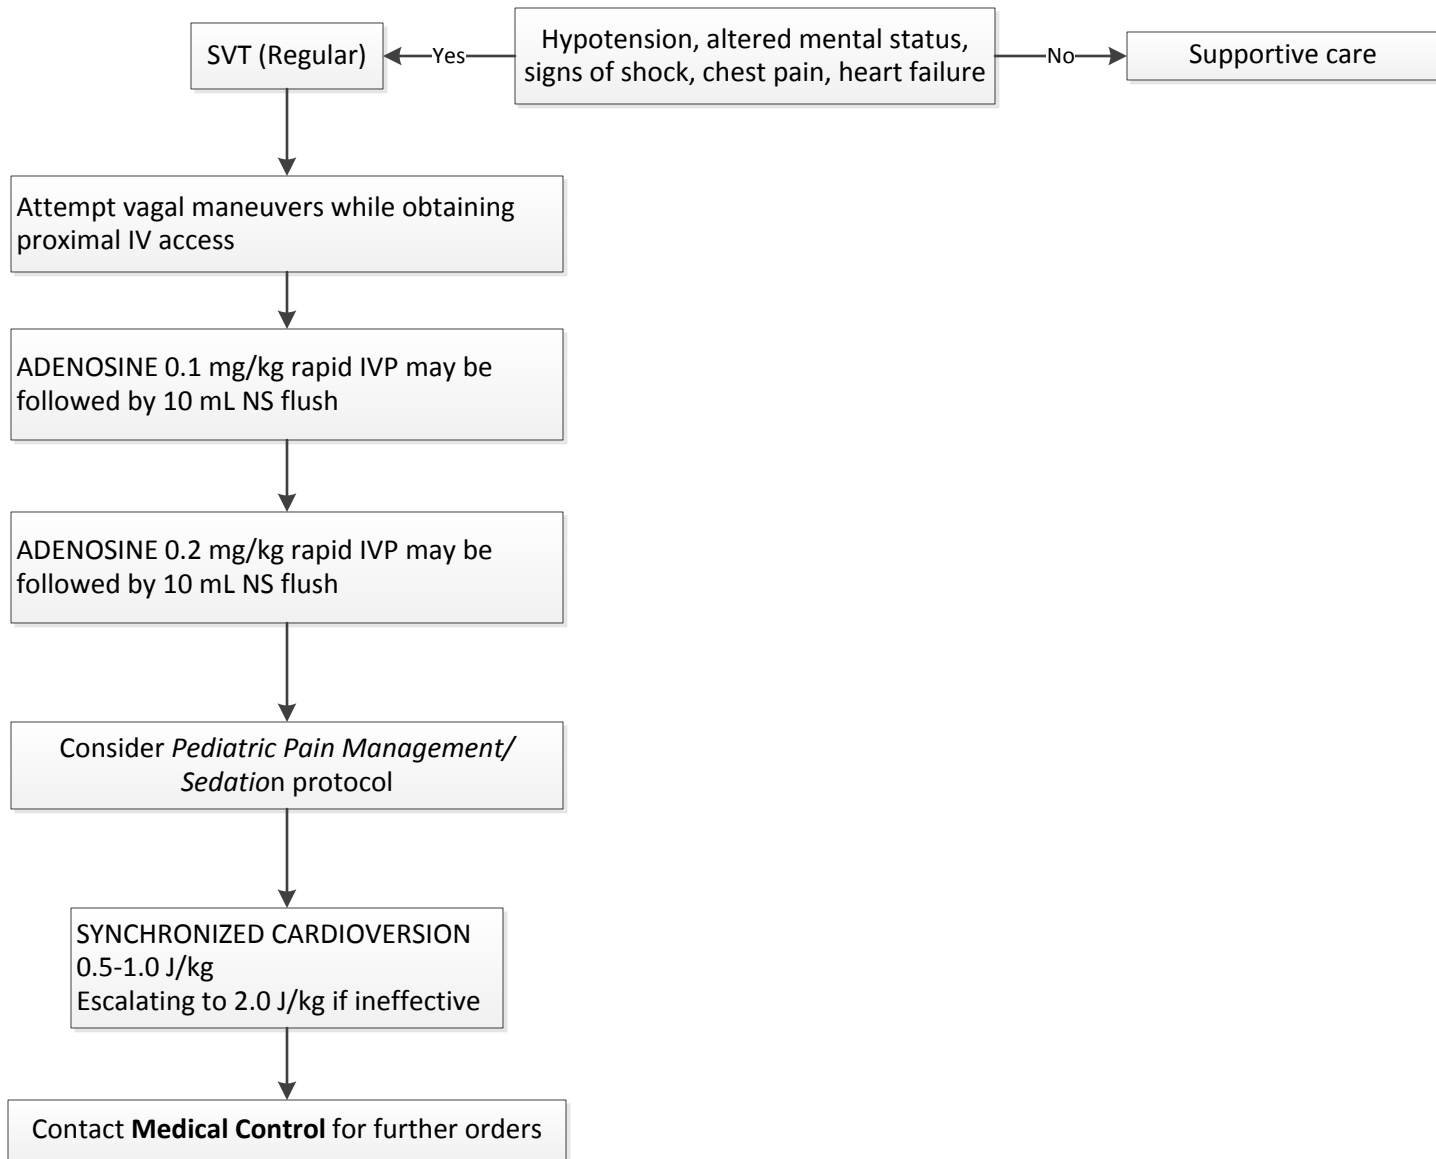 SVT (Regular)
Yes
Hypotension, altered mental status,
signs of shock, chest pain, heart failure
No
Supportive care
Attempt vagal maneuvers while obtaining
proximal IV access
ADENOSINE 0.1 mg/kg rapid IVP may be
followed by 10 mL NS flush
ADENOSINE 0.2 mg/kg rapid IVP may be
followed by 10 mL NS flush
Consider Pediatric Pain Management/
Sedation protocol
SYNCHRONIZED CARDIOVERSION
0.5-1.0 J/kg
Escalating to 2.0 J/kg if ineffective
Contact Medical Control for further orders